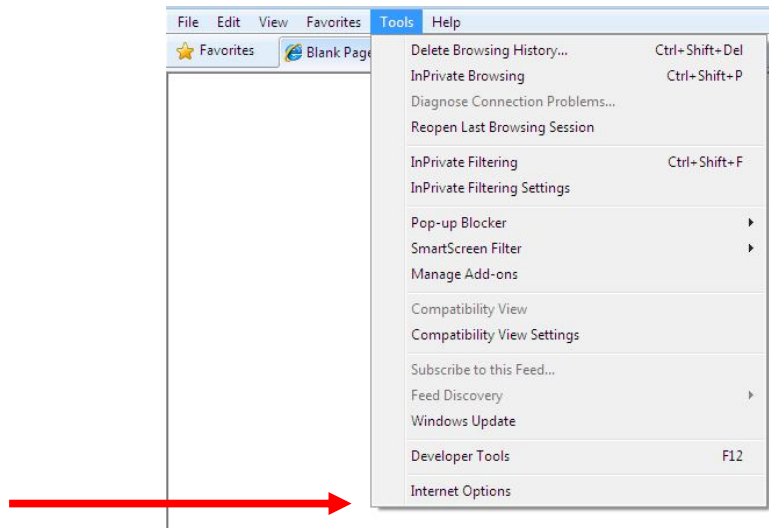 File Edit View Favorites Tools Help
Favorites Blank Page
Delete Browsing History... Ctrl+Shift+Del
InPrivate Browsing Ctrl+Shift+P
Diagnose Connection Problems...
Reopen Last Browsing Session
InPrivate Filtering Ctrl+Shift+F
InPrivate Filtering Settings
Pop-up Blocker
SmartScreen Filter
Manage Add-ons
Compatibility View
Compatibility View Settings
Subscribe to this Feed...
Feed Discovery
Windows Update
Developer Tools F12
Internet Options